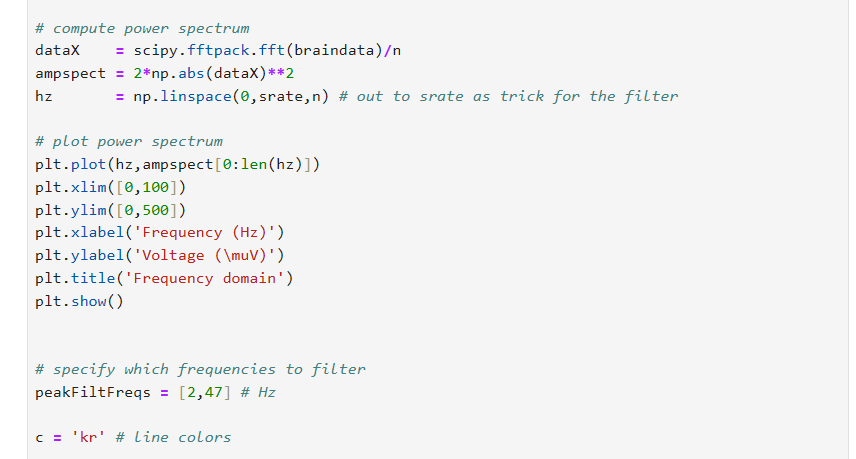 # compute power spectrum
dataX    = scipy.fftpack.fft(braindata)/n
ampspect = 2*np.abs(dataX)**2
hz       = np.linspace(0,srate,n) # out to srate as trick for the filter
# plot power spectrum
plt.plot(hz,ampspect[0:len(hz)])
plt.xlim([0,100])
plt.ylim([0,500])
plt.xlabel('Frequency (Hz)')
plt.ylabel('Voltage (\muV)')
plt.title('Frequency domain')
plt.show()
# specify which frequencies to filter
peakFiltFreqs = [2,47] # Hz
c = 'kr' # line colors